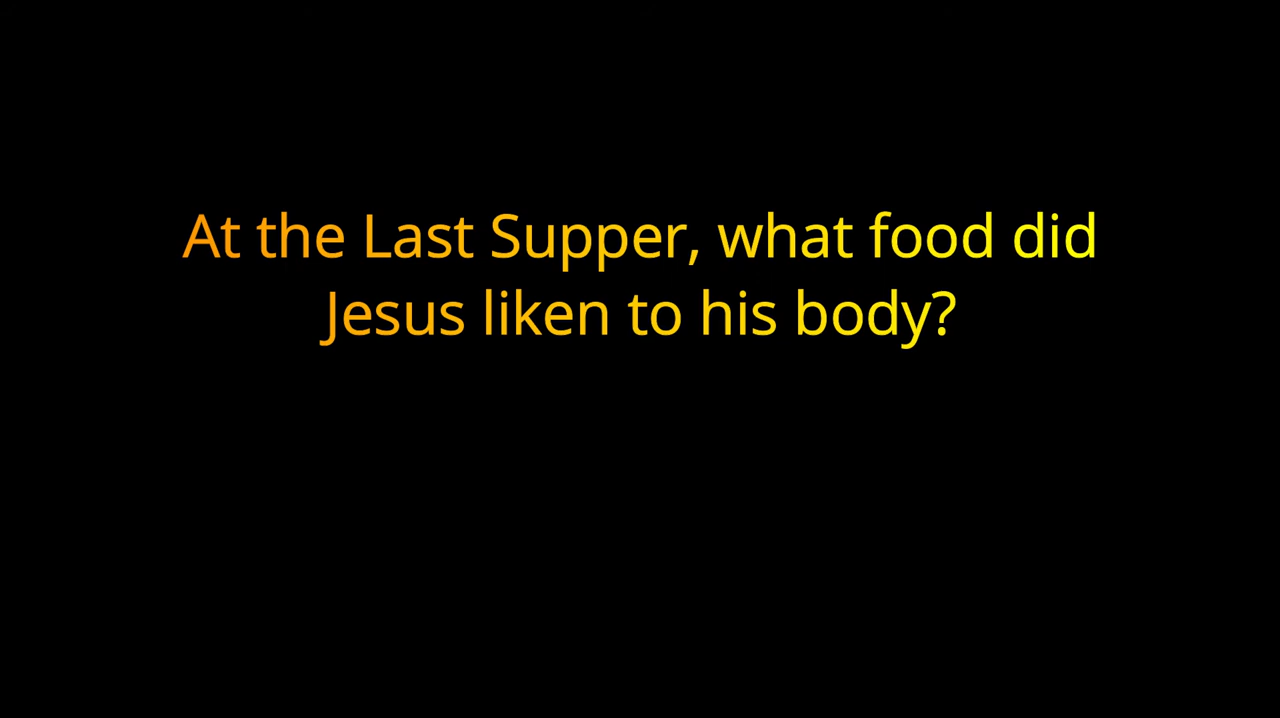 At the Last Supper, what food did
Jesus liken to his body?